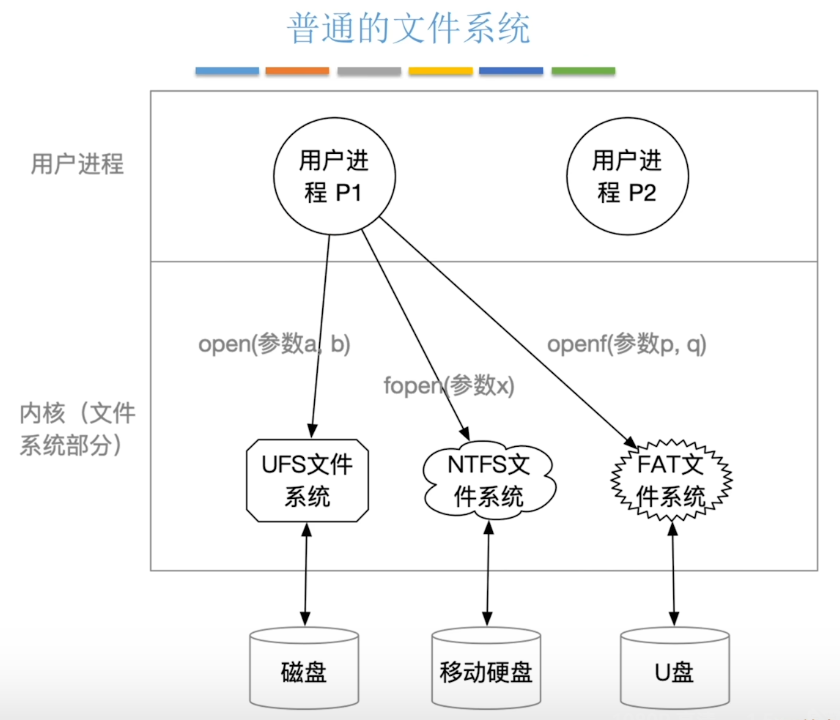 普通的文件系统
用户进程
用户进
程 P1
用户进
程 P2
open(参数a, b)
openf(参数p, q)
fopen(参数x)
内核（文件
系统部分）
UFS文件
系统
NTFS文
件系统
FAT文
件系统
磁盘
移动硬盘
U盘